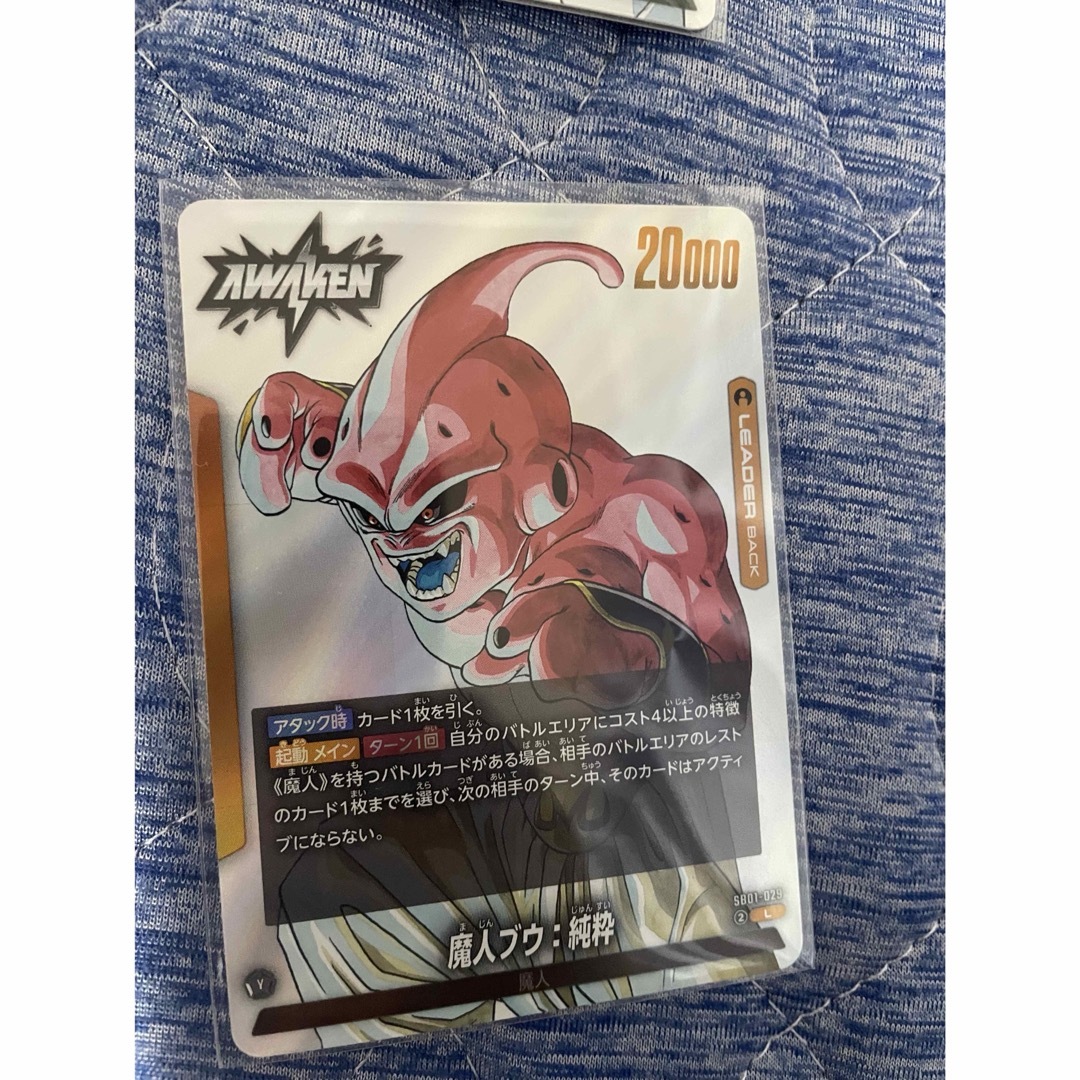 AWAKEN
20000
LEADER BACK
アタック時 カード1枚を引く。
起動メイン ターン1回 自分のバトルエリアにコスト4以上の特徴
《魔人》を持つバトルカードがある場合、相手のバトルエリアのレスト
のカード1枚までを選び、次の相手のターン中、そのカードはアクティ
ブにならない。
SB01-029
② L
魔人ブウ：純粋
Y
魔人